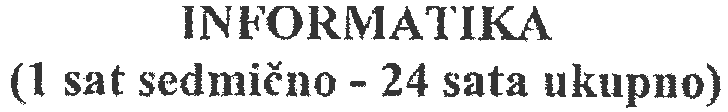 INFORMATIKA
(1 sat sedmično - 24 sata ukupno)